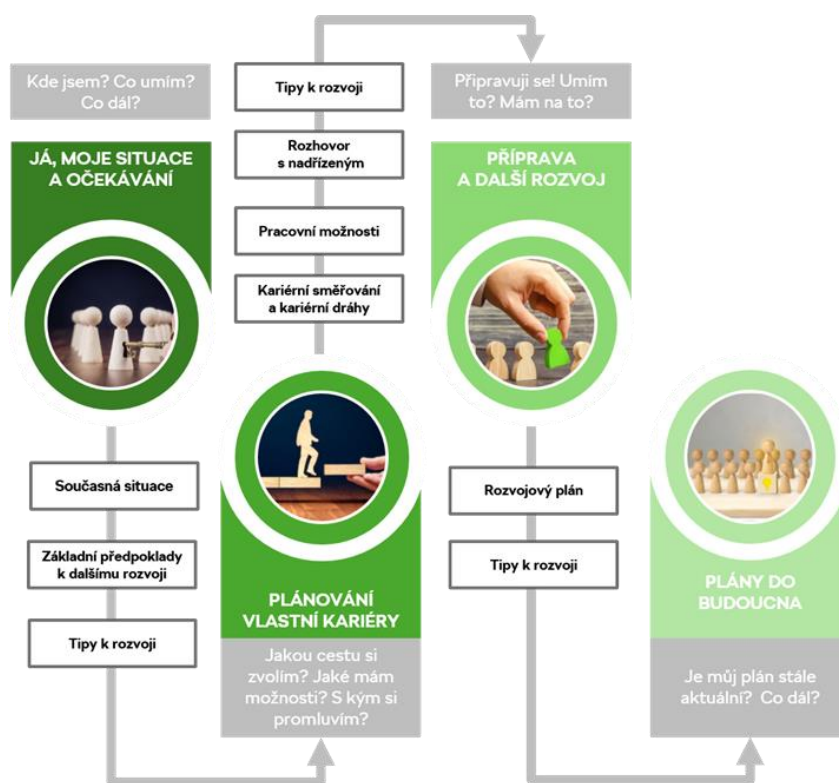 Kde jsem? Co umím?
Co dál?
JÁ, MOJE SITUACE
A OČEKÁVÁNÍ
Současná situace
Základní předpoklady
k dalšímu rozvoji
Tipy k rozvoji
Tipy k rozvoji
Rozhovor
s nadřízeným
Pracovní možnosti
Kariérní směřování
a kariérní dráhy
PLÁNOVÁNÍ
VLASTNÍ KARIÉRY
Jakou cestu si
zvolím? Jaké mám
možnosti? S kým si
promluvím?
Připravuji se! Umím
to? Mám na to?
PŘÍPRAVA
A DALŠÍ ROZVOJ
Rozvojový plán
Tipy k rozvoji
PLÁNY DO
BUDOUCNA
Je můj plán stále
aktuální? Co dál?